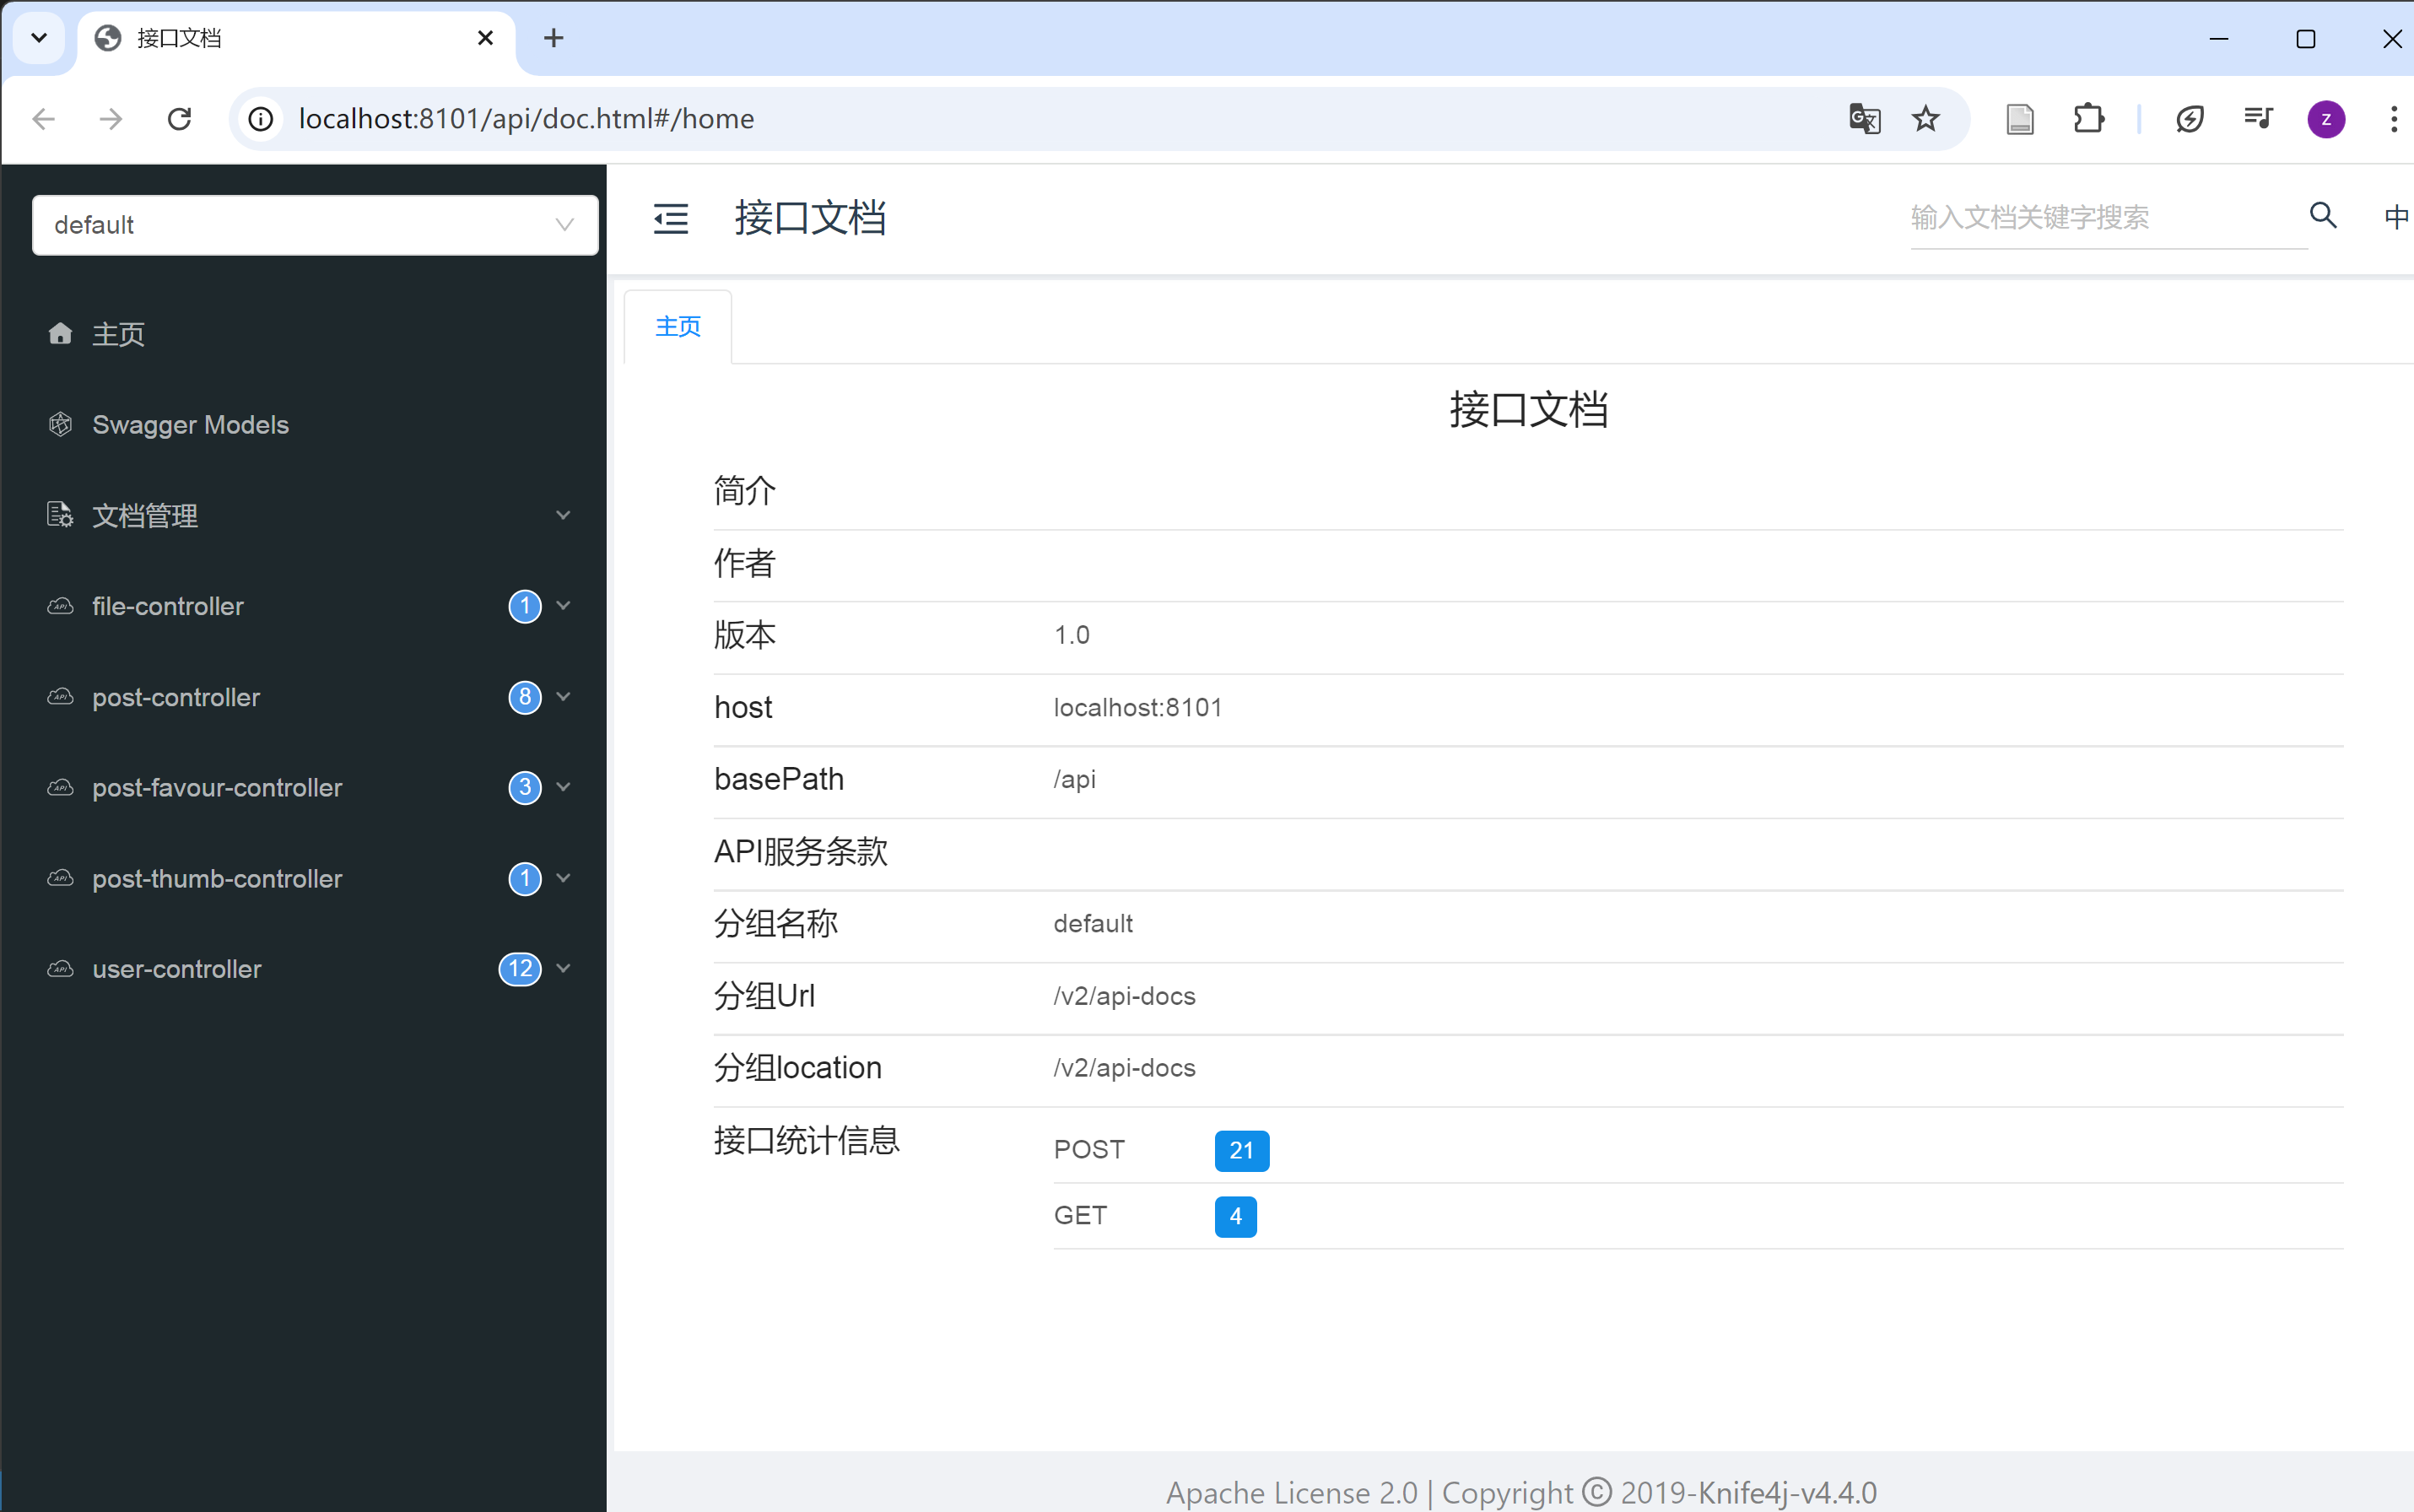 接口文档
localhost:8101/api/doc.html#/home
z
default
接口文档
输入文档关键字搜索
中
主页
主页
Swagger Models
文档管理
file-controller 1
post-controller 8
post-favour-controller 3
post-thumb-controller 1
user-controller 12
接口文档
简介
作者
版本 1.0
host localhost:8101
basePath /api
API服务条款
分组名称 default
分组Url /v2/api-docs
分组location /v2/api-docs
接口统计信息 POST 21
GET 4
Apache License 2.0 | Copyright © 2019-Knife4j-v4.4.0